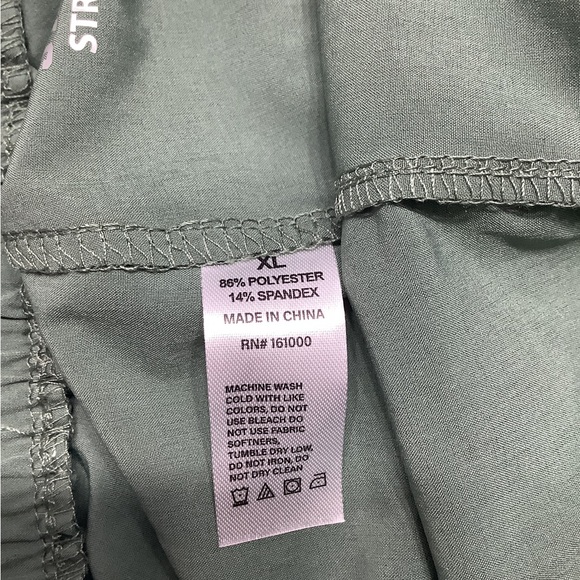 STR
XL
86% POLYESTER
14% SPANDEX
MADE IN CHINA
RN# 161000
MACHINE WASH
COLD WITH LIKE
COLORS, DO NOT
USE BLEACH DO
NOT USE FABRIC
SOFTNERS,
TUMBLE DRY LOW,
DO NOT IRON, DO
NOT DRY CLEAN